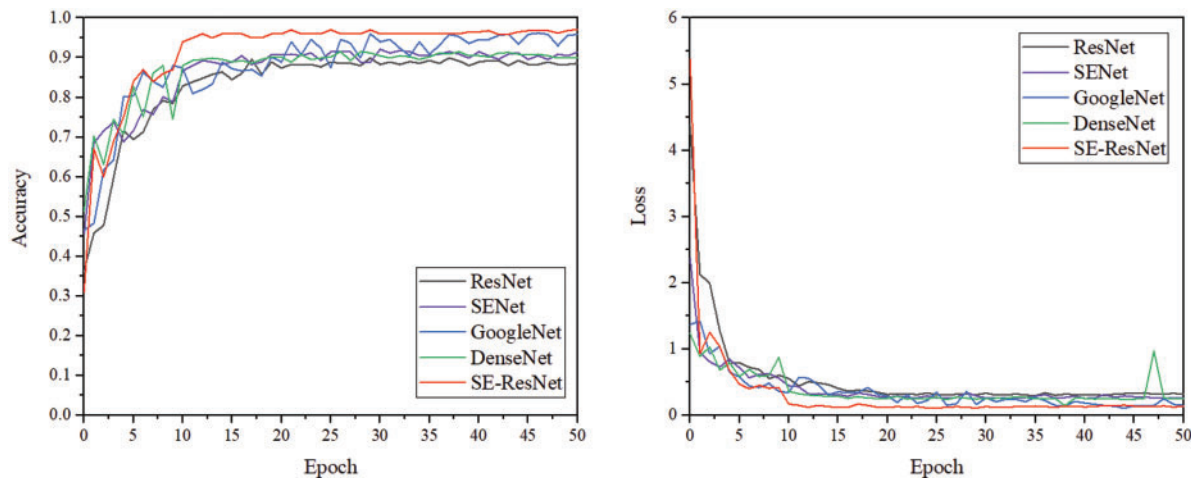 1.0
0.9
0.8
0.7
0.6
0.5
0.4
0.3
0.2
0.1
0.0
Accuracy
ResNet
SENet
GoogleNet
DenseNet
SE-ResNet
0 5 10 15 20 25 30 35 40 45 50
Epoch
6
5
4
3
2
1
0
Loss
ResNet
SENet
GoogleNet
DenseNet
SE-ResNet
0 5 10 15 20 25 30 35 40 45 50
Epoch